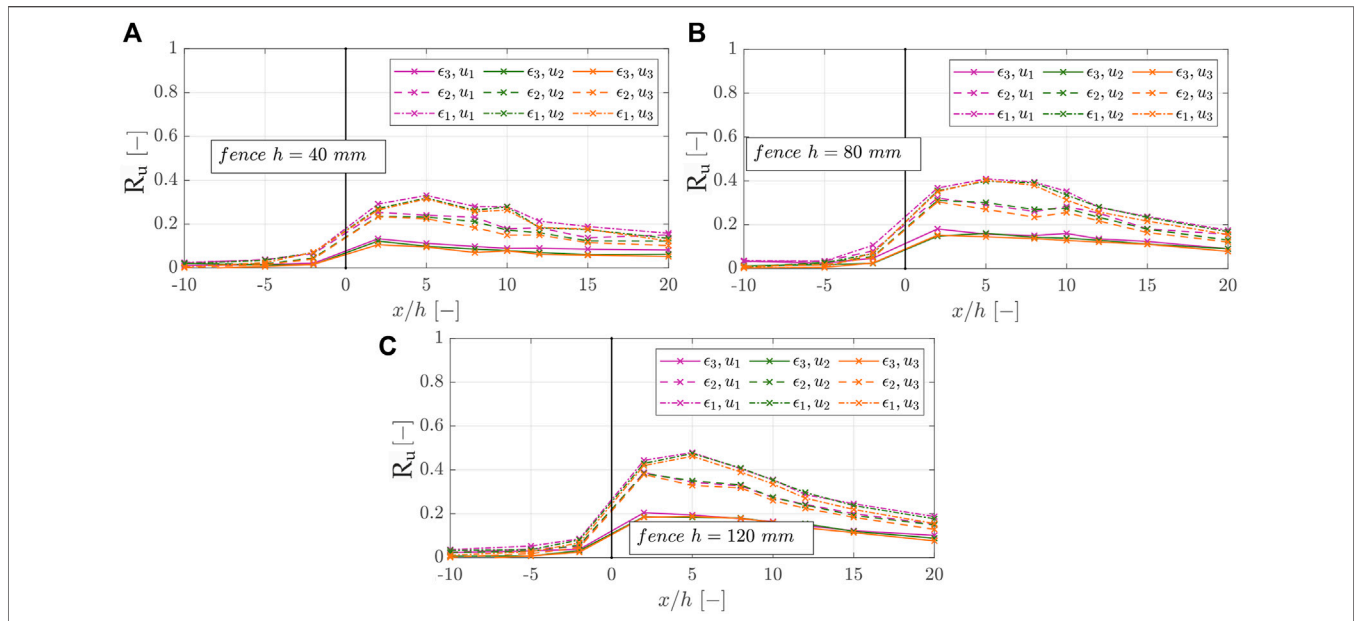 A
1
0.8
0.6
0.4
0.2
0
R_u [−]
ϵ3, u1 ϵ3, u2 ϵ3, u3
ϵ2, u1 ϵ2, u2 ϵ2, u3
ϵ1, u1 ϵ1, u2 ϵ1, u3
fence h = 40 mm
-10 -5 0 5 10 15 20
x/h [−]
B
1
0.8
0.6
0.4
0.2
0
R_u [−]
ϵ3, u1 ϵ3, u2 ϵ3, u3
ϵ2, u1 ϵ2, u2 ϵ2, u3
ϵ1, u1 ϵ1, u2 ϵ1, u3
fence h = 80 mm
-10 -5 0 5 10 15 20
x/h [−]
C
1
0.8
0.6
0.4
0.2
0
R_u [−]
ϵ3, u1 ϵ3, u2 ϵ3, u3
ϵ2, u1 ϵ2, u2 ϵ2, u3
ϵ1, u1 ϵ1, u2 ϵ1, u3
fence h = 120 mm
-10 -5 0 5 10 15 20
x/h [−]